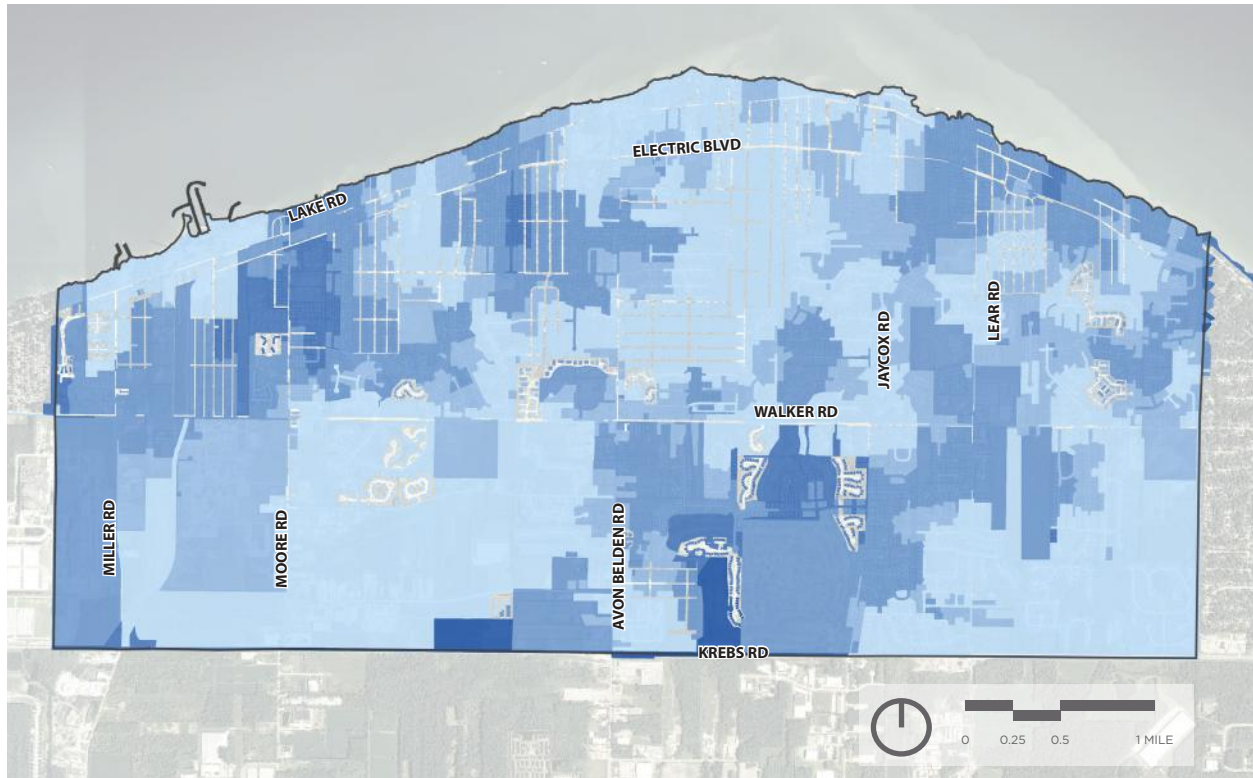 ELECTRIC BLVD
LAKE RD
LEAR RD
JAYCOX RD
WALKER RD
MILLER RD
MOORE RD
AVON BELDEN RD
KREBS RD
0 0.25 0.5 1 MILE